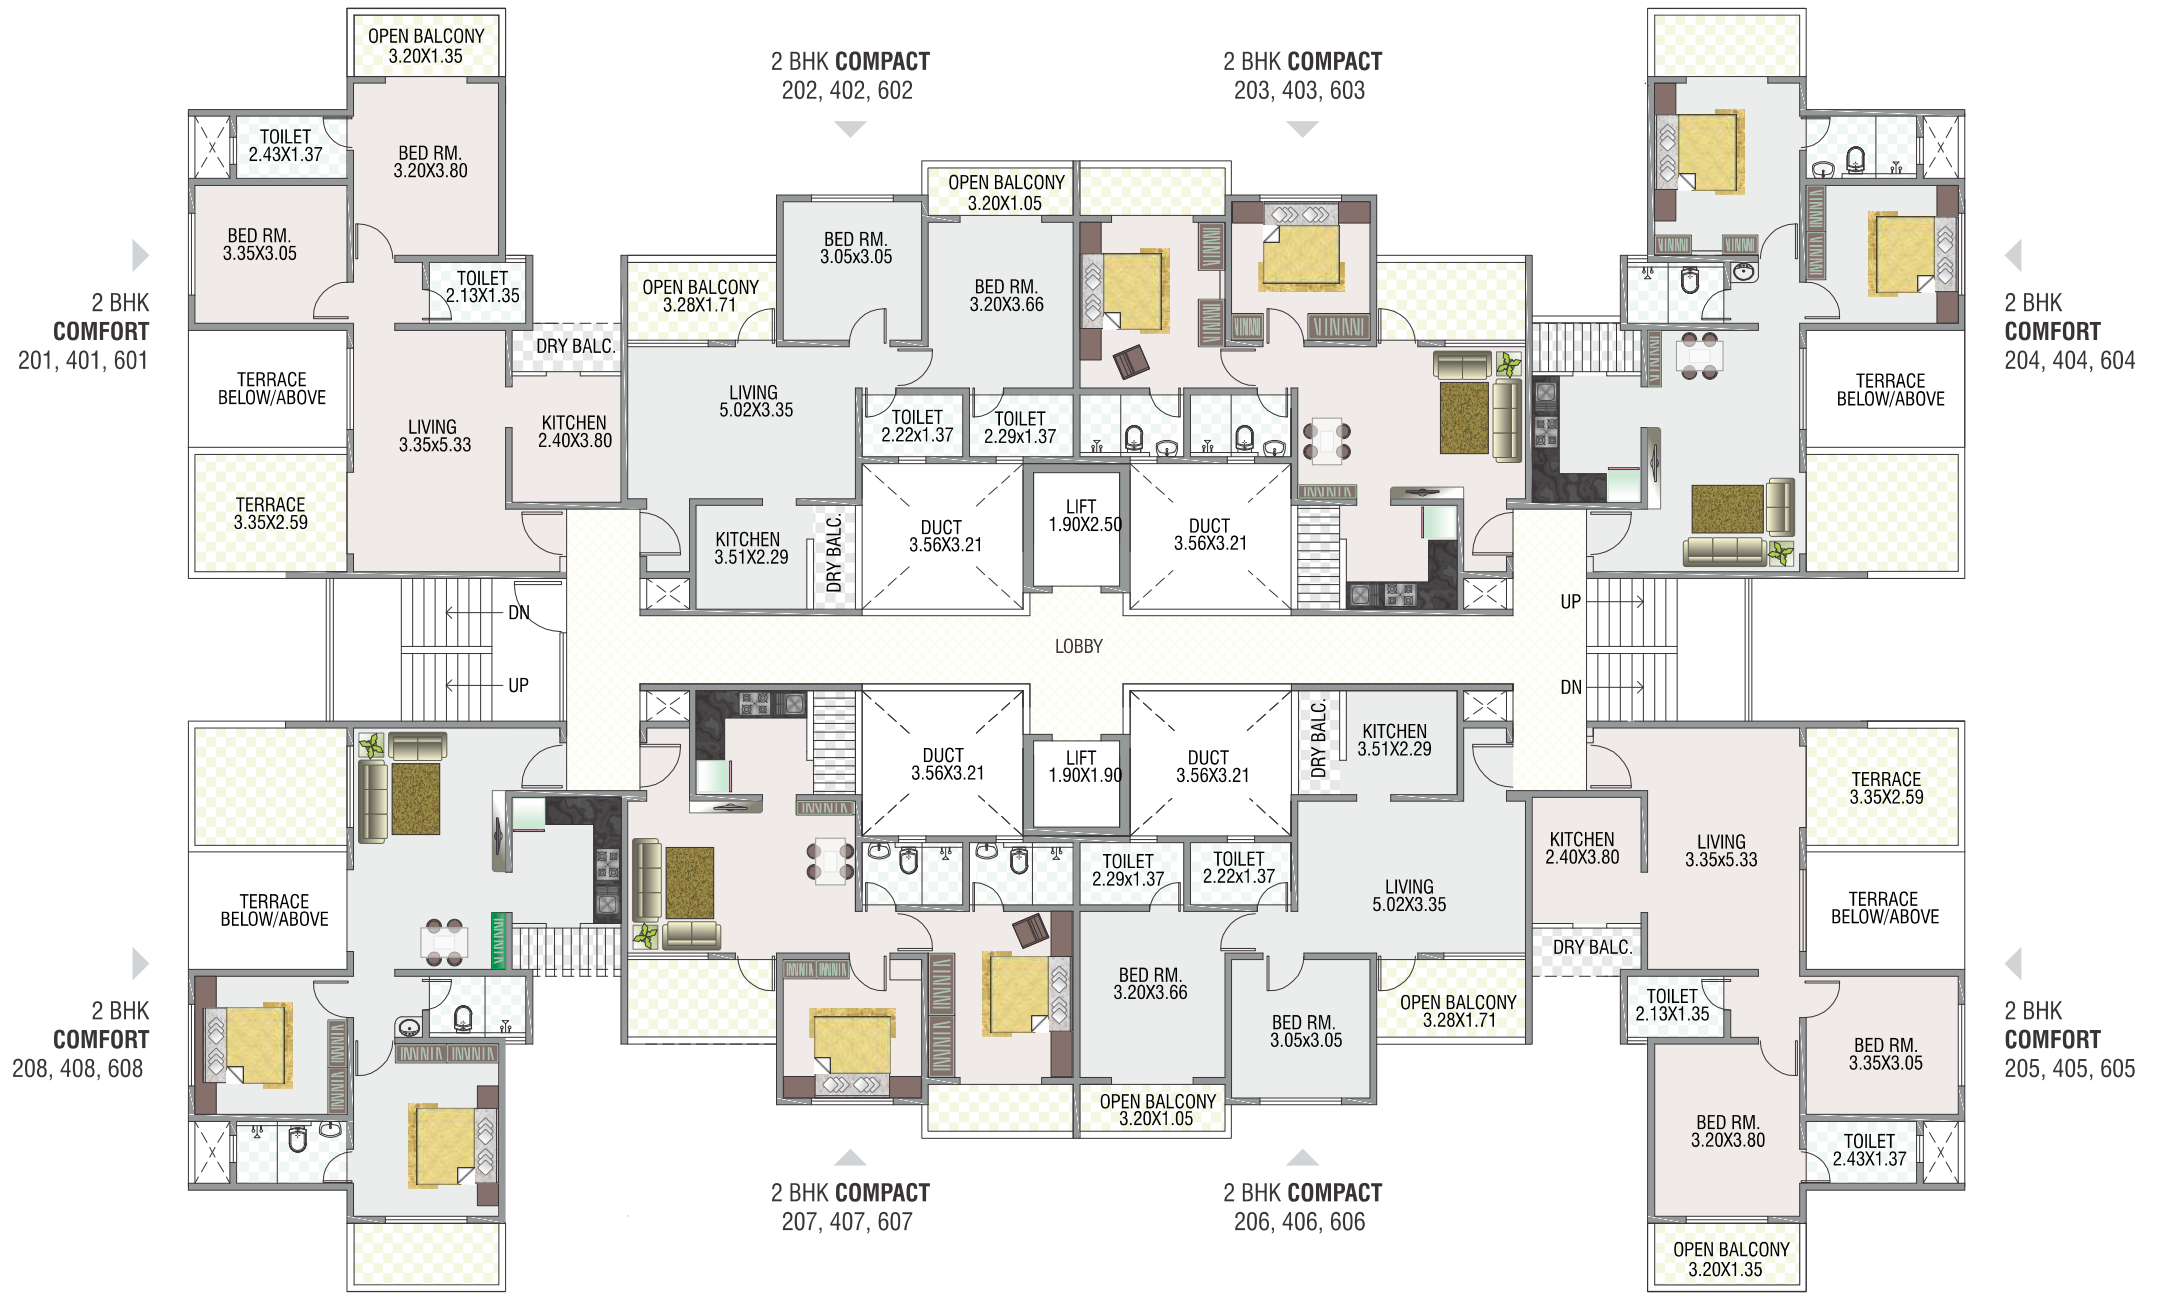 OPEN BALCONY
3.20X1.35
TOILET
2.43X1.37
BED RM.
3.20X3.80
BED RM.
3.35X3.05
TOILET
2.13X1.35
2 BHK
COMFORT
201, 401, 601
TERRACE
BELOW/ABOVE
LIVING
3.35x5.33
DRY BALC.
KITCHEN
2.40X3.80
TERRACE
3.35X2.59
2 BHK COMPACT
202, 402, 602
OPEN BALCONY
3.20X1.05
BED RM.
3.05x3.05
OPEN BALCONY
3.28X1.71
BED RM.
3.20X3.66
LIVING
5.02X3.35
TOILET
2.22x1.37
TOILET
2.29x1.37
KITCHEN
3.51X2.29
DRY BALC.
DUCT
3.56X3.21
LIFT
1.90X2.50
DUCT
3.56X3.21
2 BHK COMPACT
203, 403, 603
2 BHK
COMFORT
204, 404, 604
TERRACE
BELOW/ABOVE
DN
UP
LOBBY
UP
DN
TERRACE
BELOW/ABOVE
2 BHK
COMFORT
208, 408, 608
DUCT
3.56X3.21
LIFT
1.90X1.90
DUCT
3.56X3.21
DRY BALC.
KITCHEN
3.51X2.29
TOILET
2.29x1.37
TOILET
2.22x1.37
LIVING
5.02X3.35
BED RM.
3.20X3.66
BED RM.
3.05x3.05
OPEN BALCONY
3.28X1.71
OPEN BALCONY
3.20X1.05
2 BHK COMPACT
207, 407, 607
2 BHK COMPACT
206, 406, 606
TERRACE
3.35X2.59
KITCHEN
2.40X3.80
LIVING
3.35x5.33
TERRACE
BELOW/ABOVE
DRY BALC.
TOILET
2.13X1.35
2 BHK
COMFORT
205, 405, 605
BED RM.
3.35X3.05
BED RM.
3.20X3.80
TOILET
2.43X1.37
OPEN BALCONY
3.20X1.35